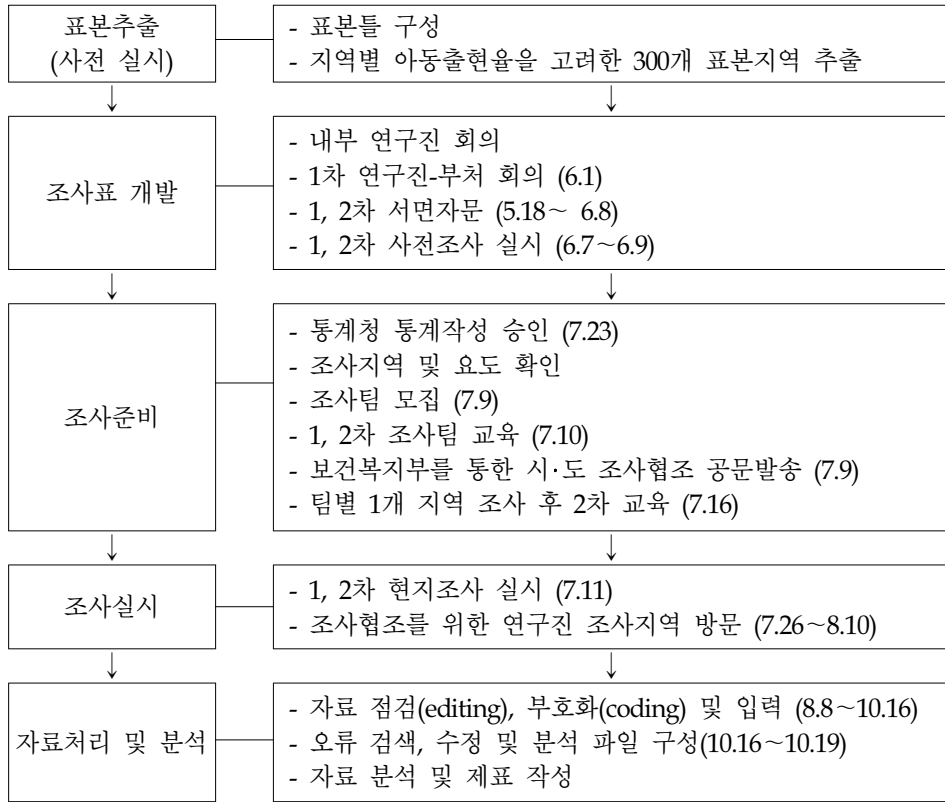 표본추출
(사전 실시)
- 표본틀 구성
- 지역별 아동출현율을 고려한 300개 표본지역 추출
조사표 개발
- 내부 연구진 회의
- 1차 연구진-부처 회의 (6.1)
- 1, 2차 서면자문 (5.18～ 6.8)
- 1, 2차 사전조사 실시 (6.7～6.9)
조사준비
- 통계청 통계작성 승인 (7.23)
- 조사지역 및 요도 확인
- 조사팀 모집 (7.9)
- 1, 2차 조사팀 교육 (7.10)
- 보건복지부를 통한 시·도 조사협조 공문발송 (7.9)
- 팀별 1개 지역 조사 후 2차 교육 (7.16)
조사실시
- 1, 2차 현지조사 실시 (7.11)
- 조사협조를 위한 연구진 조사지역 방문 (7.26～8.10)
자료처리 및 분석
- 자료 점검(editing), 부호화(coding) 및 입력 (8.8～10.16)
- 오류 검색, 수정 및 분석 파일 구성(10.16～10.19)
- 자료 분석 및 제표 작성